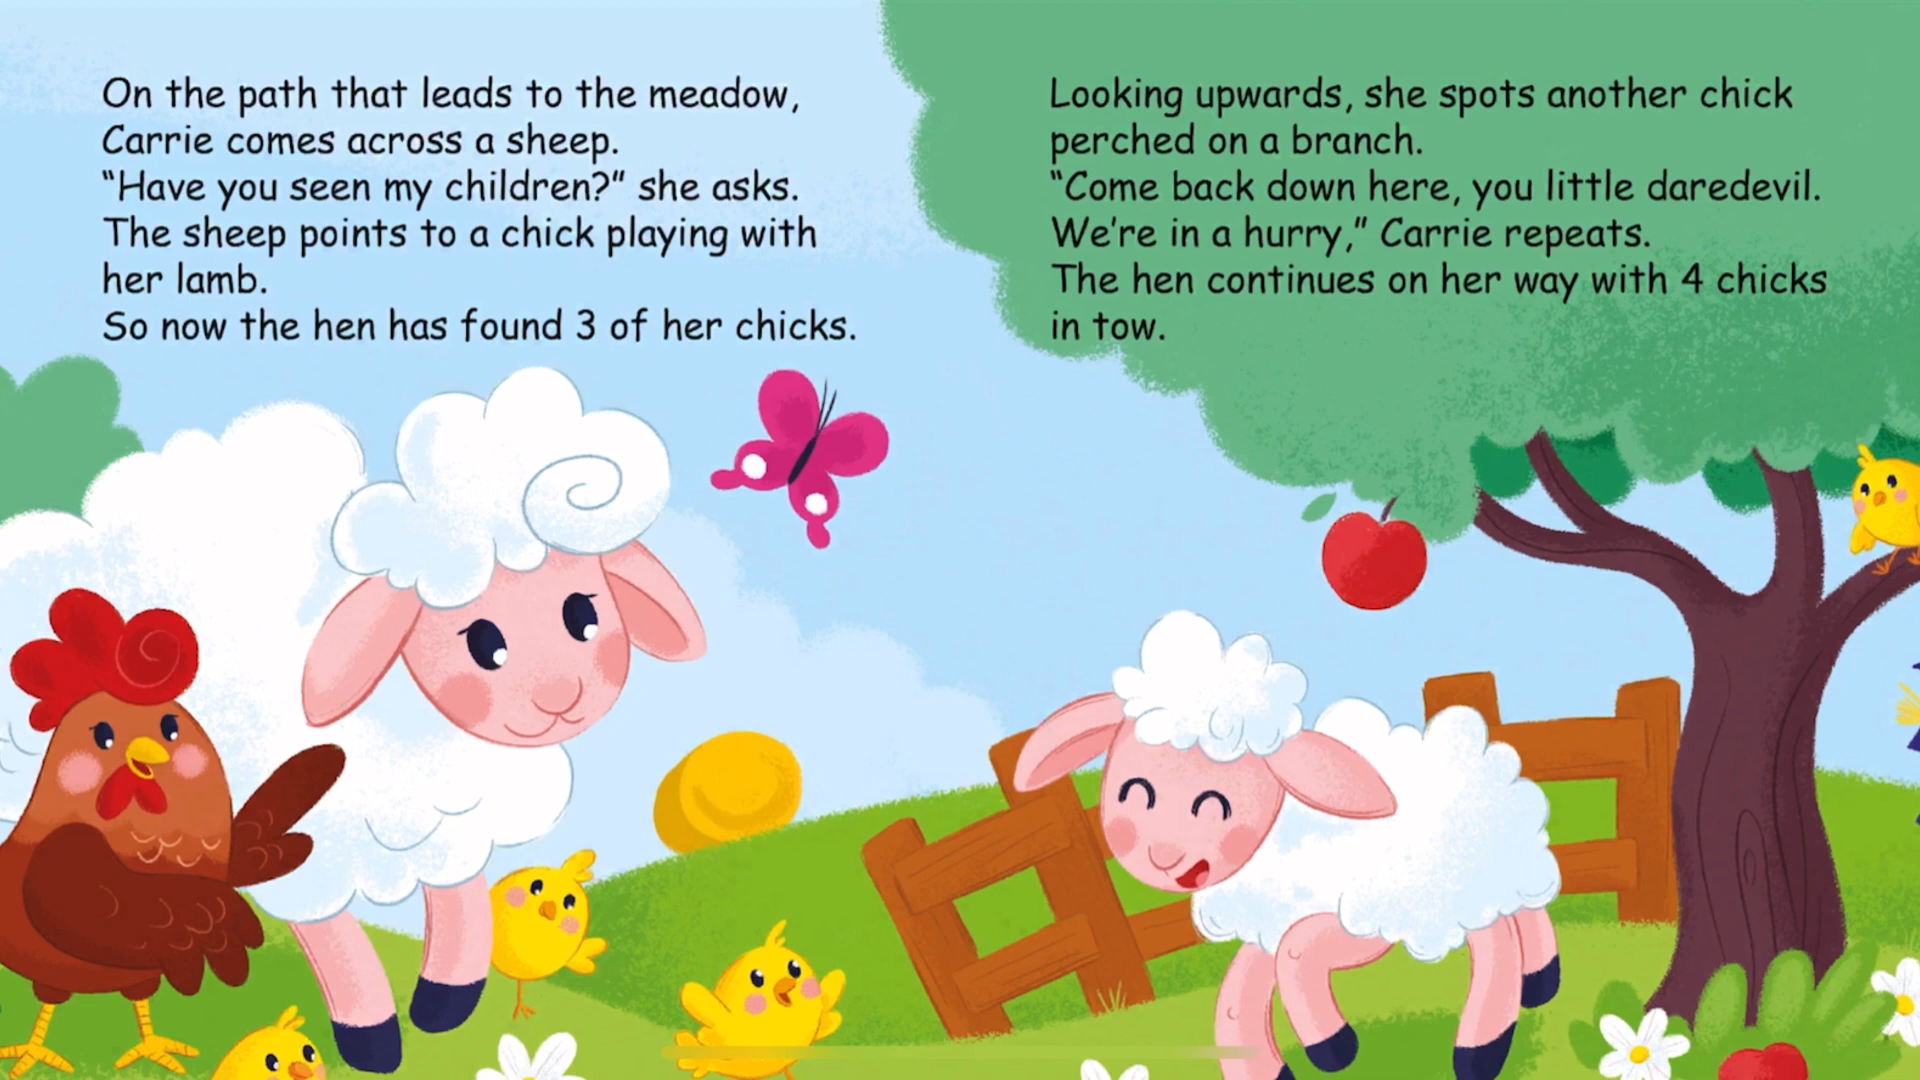 On the path that leads to the meadow,
Carrie comes across a sheep.
“Have you seen my children?” she asks.
The sheep points to a chick playing with
her lamb.
So now the hen has found 3 of her chicks.
Looking upwards, she spots another chick
perched on a branch.
“Come back down here, you little daredevil.
We're in a hurry,” Carrie repeats.
The hen continues on her way with 4 chicks
in tow.